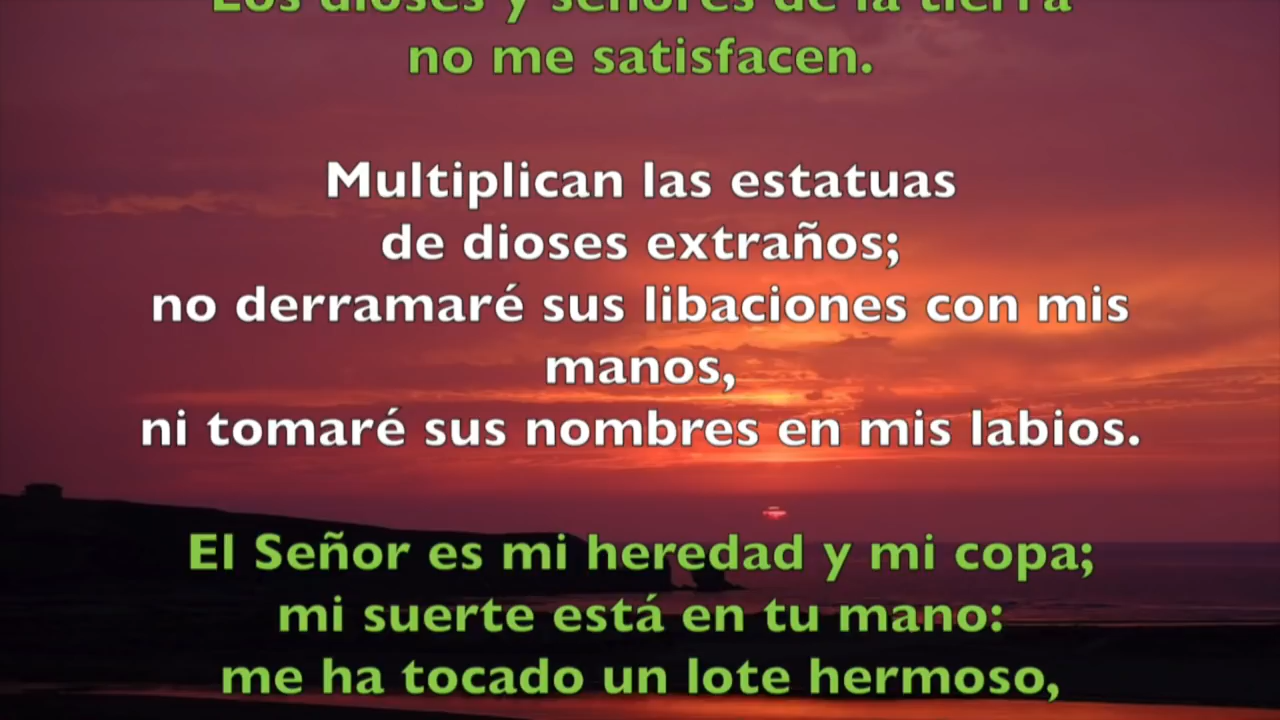 Los dioses y señores de la tierra
no me satisfacen.
Multiplican las estatuas
de dioses extraños;
no derramaré sus libaciones con mis
manos,
ni tomaré sus nombres en mis labios.
El Señor es mi heredad y mi copa;
mi suerte está en tu mano:
me ha tocado un lote hermoso,